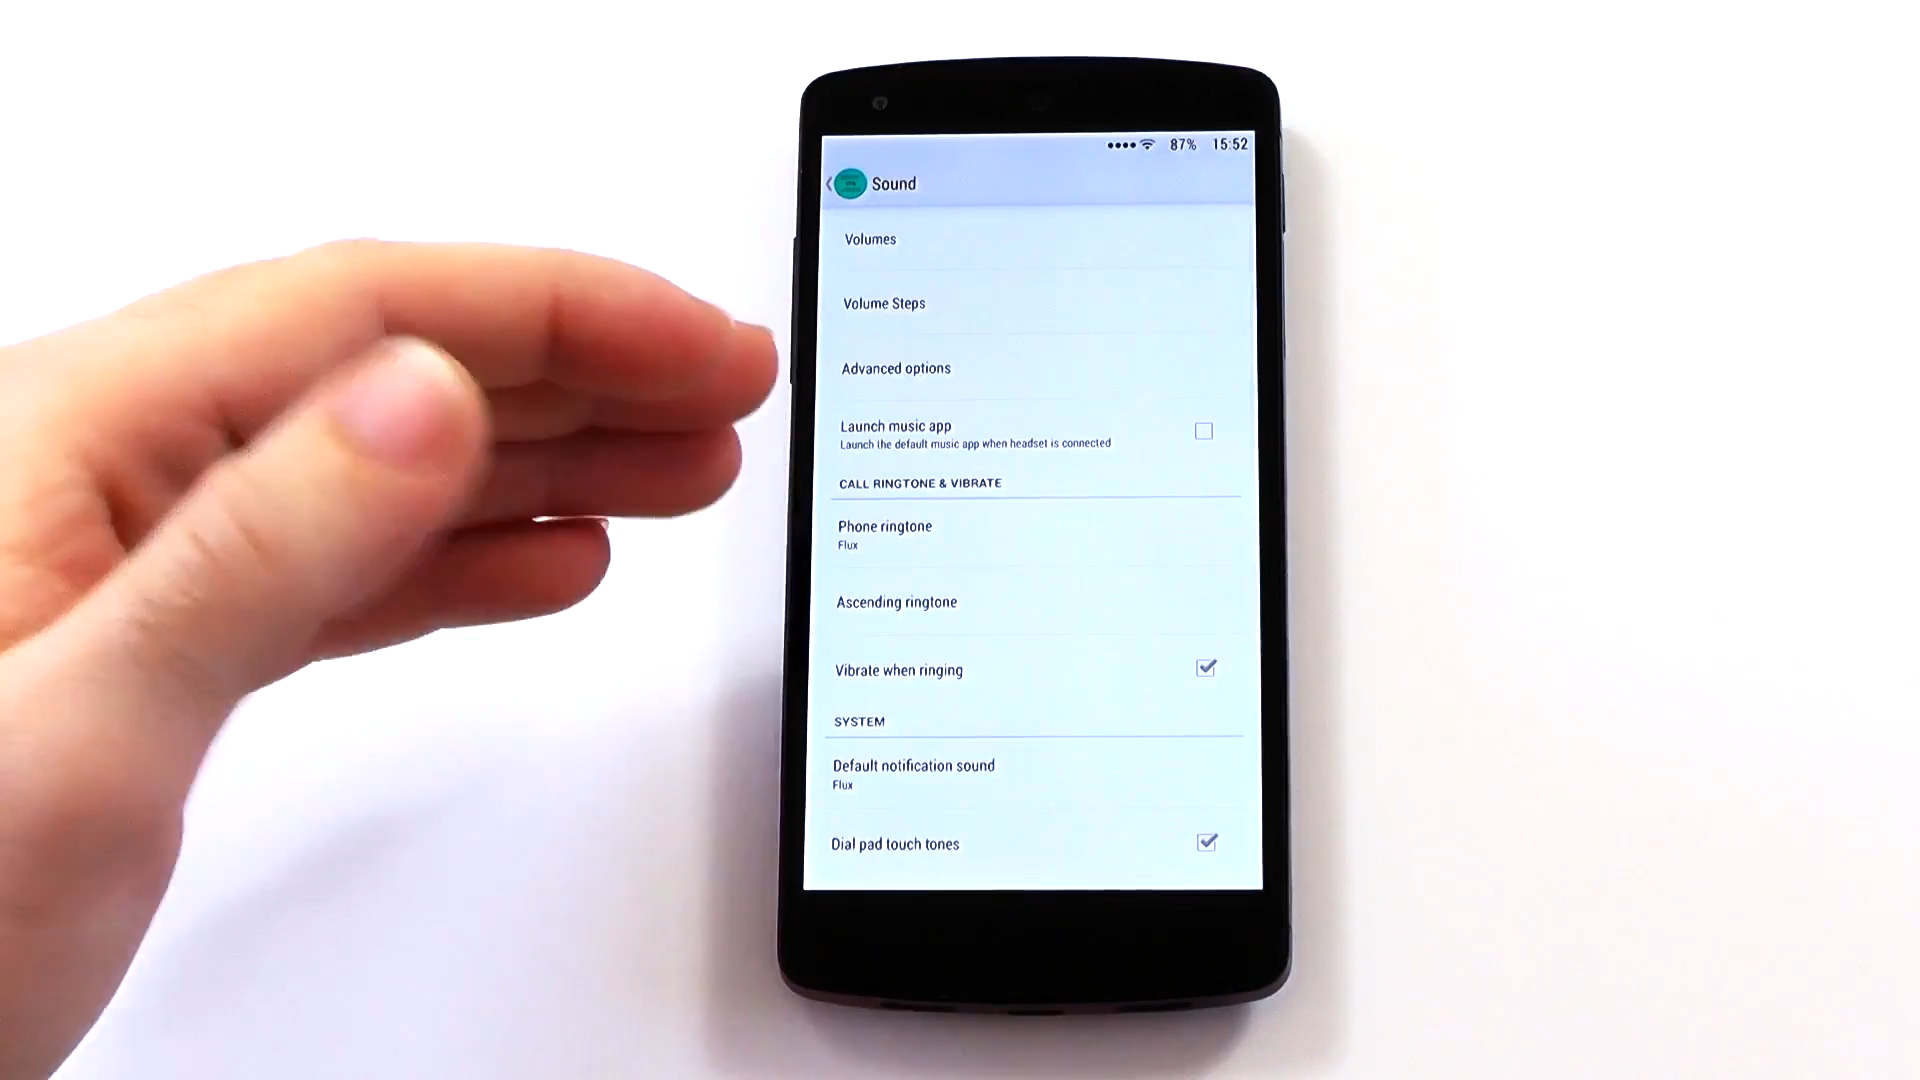 87% 15:52
Sound
Volumes
Volume Steps
Advanced options
Launch music app
Launch the default music app when headset is connected
CALL RINGTONE & VIBRATE
Phone ringtone
Flux
Ascending ringtone
Vibrate when ringing
SYSTEM
Default notification sound
Flux
Dial pad touch tones